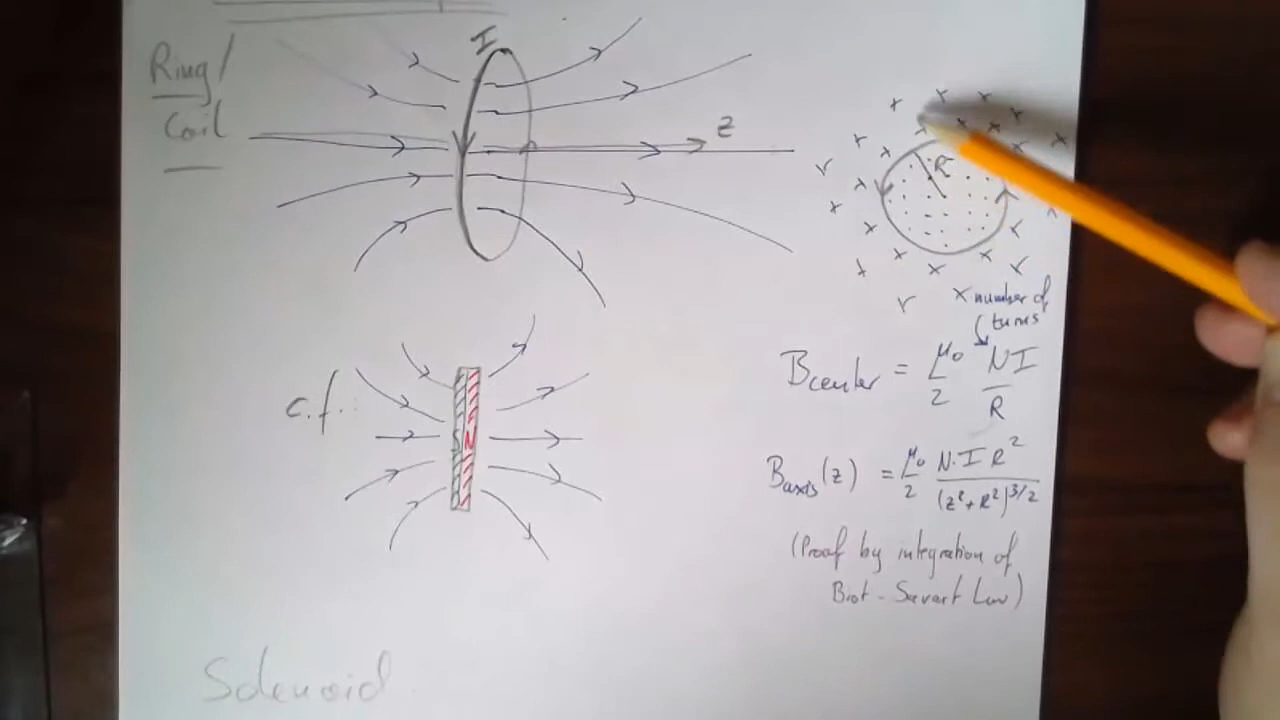 Ring/
Coil
I
z
R
number of
turns
Bcenter = μ₀/2 NI/R
Baxis(z) = μ₀/2 N·I R²/(z²+R²)^3/2
(Proof by integration of
Biot-Savart Law)
c.f.:
S N
Solenoid